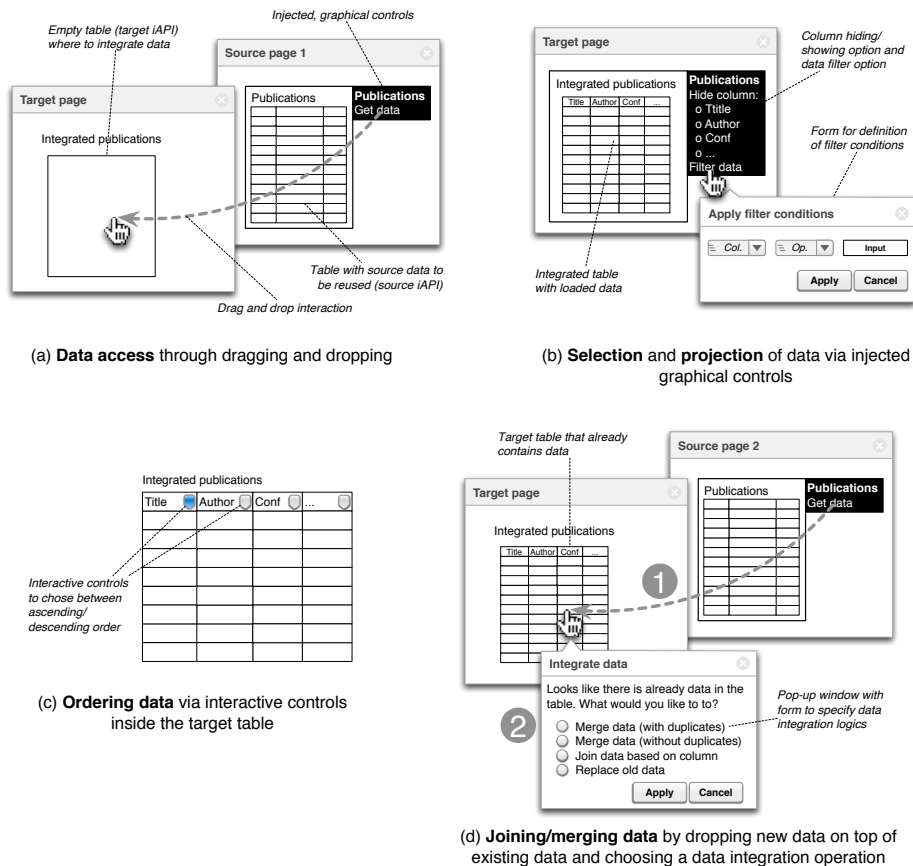 Empty table (target iAPI)
where to integrate data
Injected, graphical controls
Source page 1
Publications
Publications
Get data
Target page
Integrated publications
Table with source data to
be reused (source iAPI)
Drag and drop interaction
(a) Data access through dragging and dropping
Target page
Integrated publications
Title Author Conf ...
Publications
Hide column:
o Ttitle
o Author
o Conf
o ...
Filter data
Column hiding/
showing option and
data filter option
Form for definition
of filter conditions
Apply filter conditions
Col. Op. Input
Apply Cancel
Integrated table
with loaded data
(b) Selection and projection of data via injected
graphical controls
Integrated publications
Title Author Conf ...
Interactive controls
to chose between
ascending/
descending order
(c) Ordering data via interactive controls
inside the target table
Target table that already
contains data
Source page 2
Publications
Publications
Get data
Target page
Integrated publications
Title Author Conf ...
1
Integrate data
Looks like there is already data in the
table. What would you like to to?
2
Merge data (with duplicates)
Merge data (without duplicates)
Join data based on column
Replace old data
Apply Cancel
Pop-up window with
form to specify data
integration logics
(d) Joining/merging data by dropping new data on top of
existing data and choosing a data integration operation